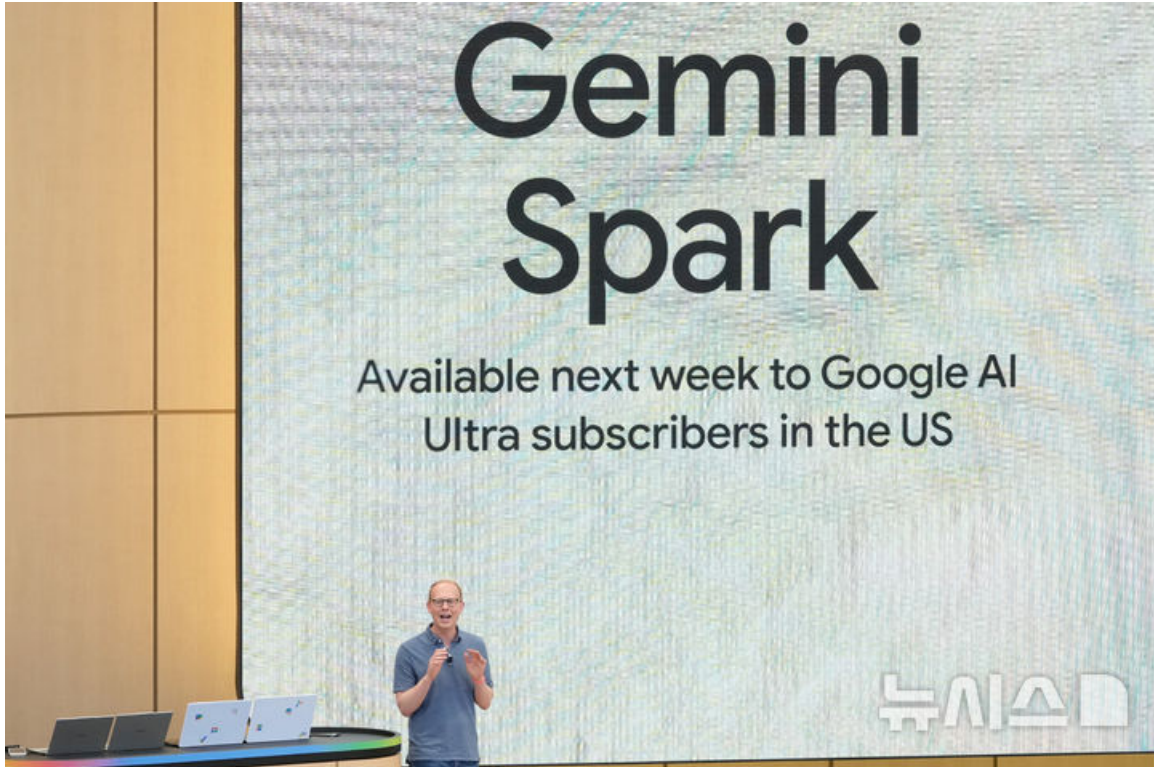 Gemini
Spark
Available next week to Google AI
Ultra subscribers in the US
뉴시스